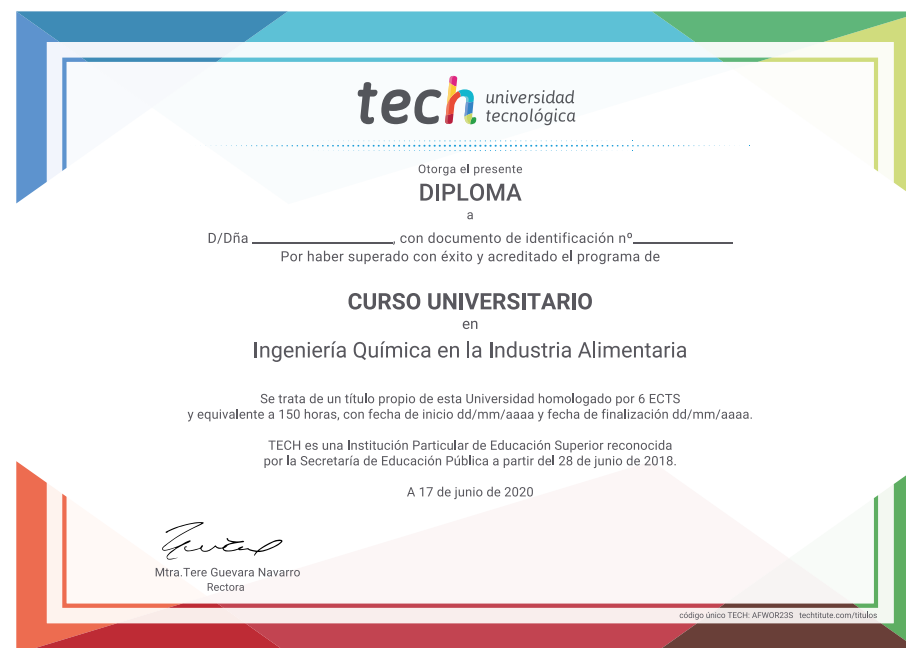 tech universidad
tecnológica
Otorga el presente
DIPLOMA
a
D/Dña ____________________, con documento de identificación nº______________
Por haber superado con éxito y acreditado el programa de
CURSO UNIVERSITARIO
en
Ingeniería Química en la Industria Alimentaria
Se trata de un título propio de esta Universidad homologado por 6 ECTS
y equivalente a 150 horas, con fecha de inicio dd/mm/aaaa y fecha de finalización dd/mm/aaaa.
TECH es una Institución Particular de Educación Superior reconocida
por la Secretaría de Educación Pública a partir del 28 de junio de 2018.
A 17 de junio de 2020
Mtra.Tere Guevara Navarro
Rectora
código único TECH: AFWOR23S techtitute.com/titulos